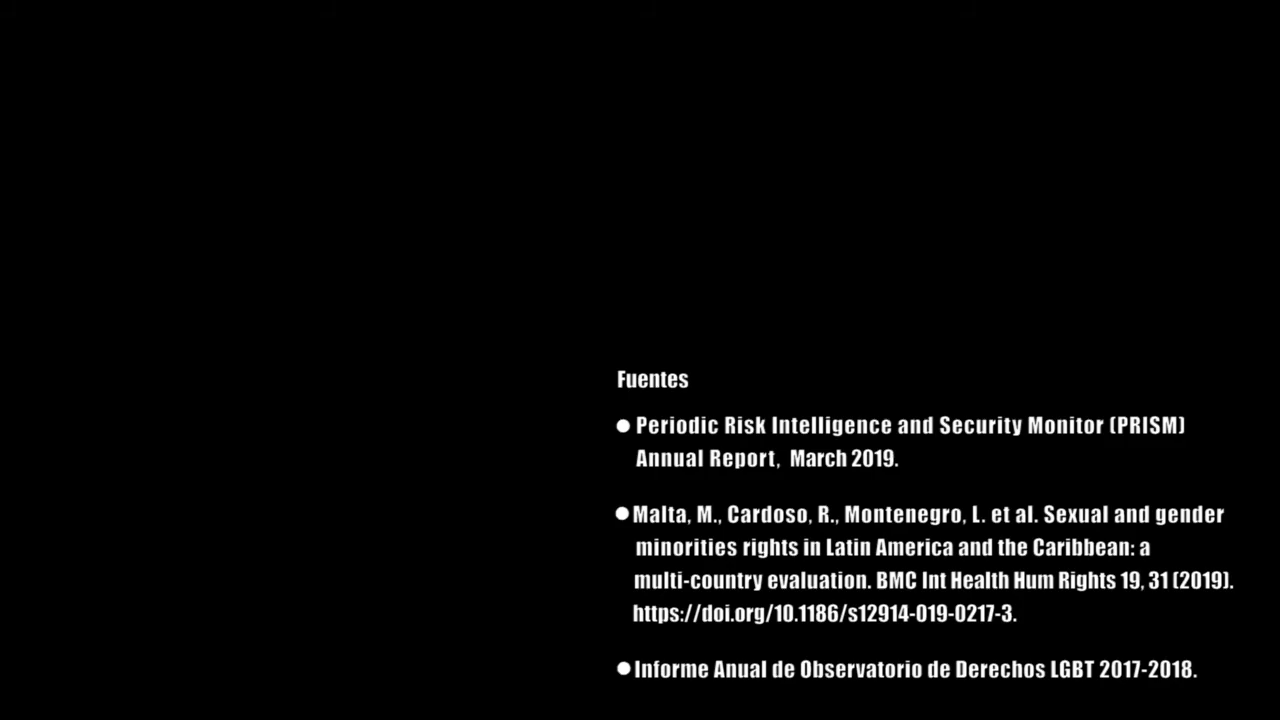 Fuentes
● Periodic Risk Intelligence and Security Monitor (PRISM)
Annual Report, March 2019.
● Malta, M., Cardoso, R., Montenegro, L. et al. Sexual and gender
minorities rights in Latin America and the Caribbean: a
multi-country evaluation. BMC Int Health Hum Rights 19, 31 (2019).
https://doi.org/10.1186/s12914-019-0217-3.
● Informe Anual de Observatorio de Derechos LGBT 2017-2018.